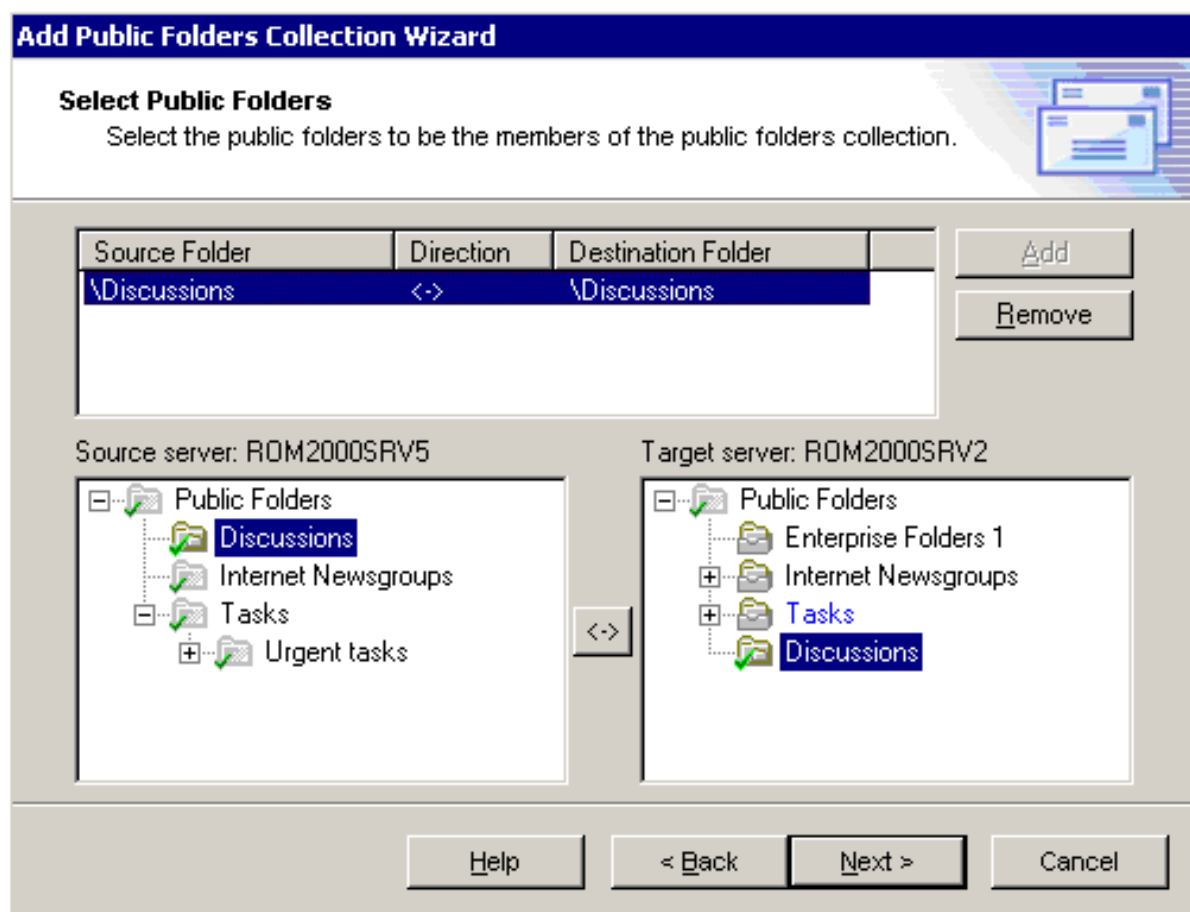 Add Public Folders Collection Wizard
Select Public Folders
Select the public folders to be the members of the public folders collection.
Source Folder Direction Destination Folder
Add
\Discussions <-> \Discussions
Remove
Source server: ROM2000SRV5
Target server: ROM2000SRV2
Public Folders
Discussions
Internet Newsgroups
Tasks
Urgent tasks
<->
Public Folders
Enterprise Folders 1
Internet Newsgroups
Tasks
Discussions
Help < Back Next > Cancel